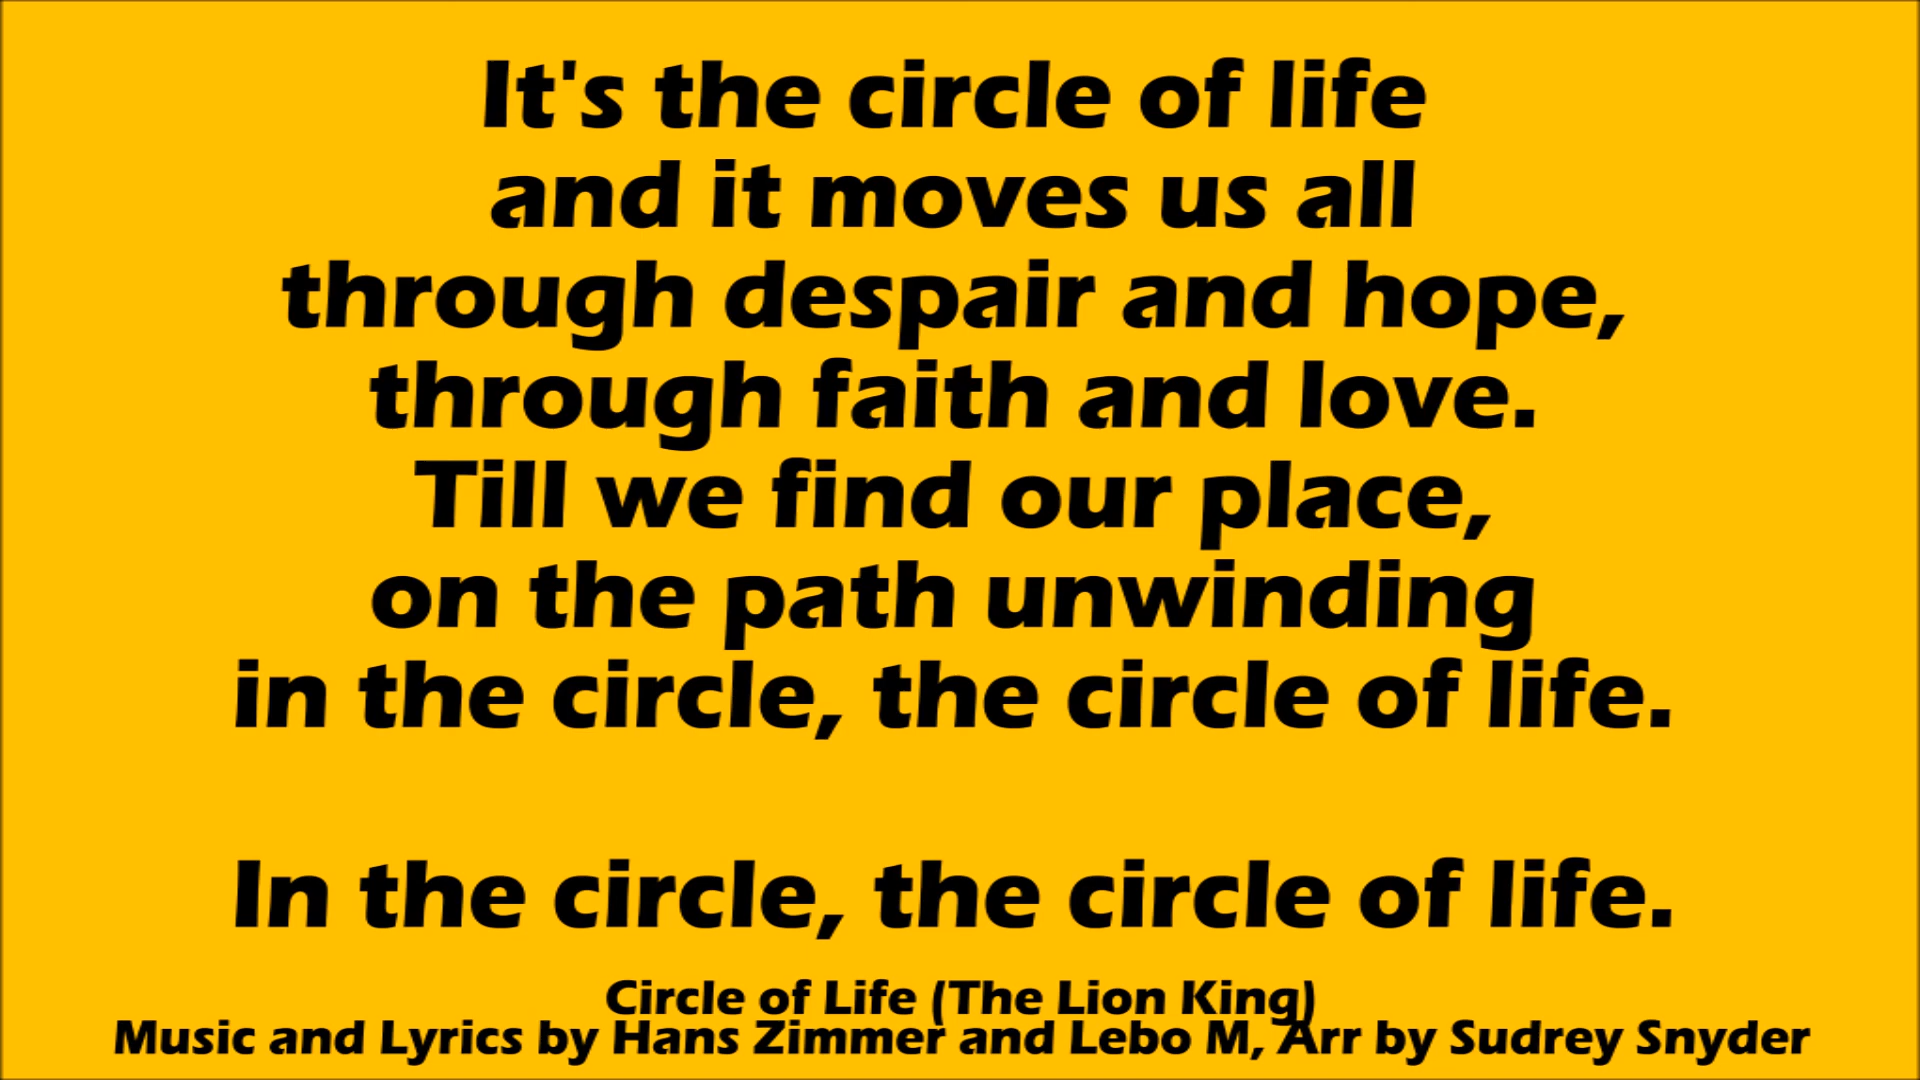 It's the circle of life
and it moves us all
through despair and hope,
through faith and love.
Till we find our place,
on the path unwinding
in the circle, the circle of life.
In the circle, the circle of life.
Circle of Life (The Lion King)
Music and Lyrics by Hans Zimmer and Lebo M, Arr by Sudrey Snyder